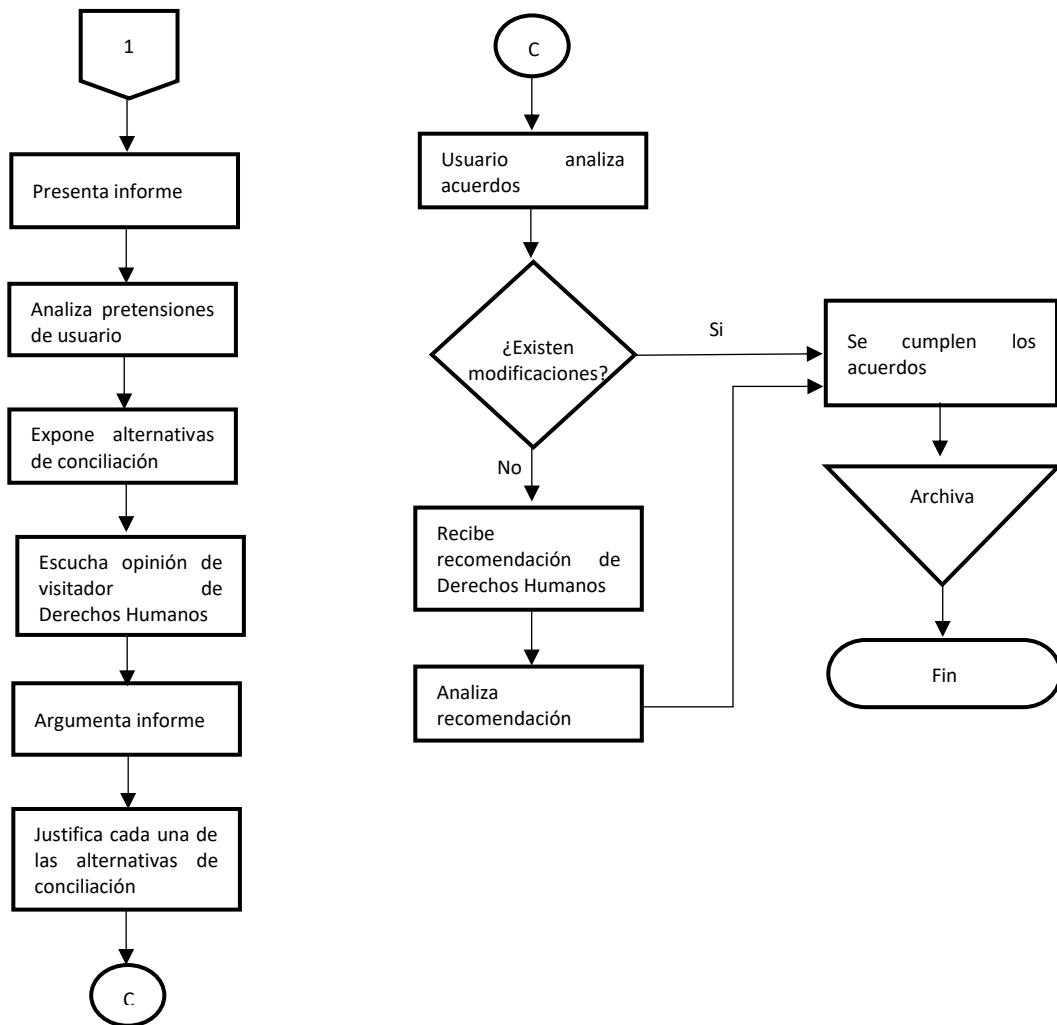 1
Presenta informe
Analiza pretensiones
de usuario
Expone alternativas
de conciliación
Escucha opinión de
visitador de
Derechos Humanos
Argumenta informe
Justifica cada una de
las alternativas de
conciliación
C
C
Usuario analiza
acuerdos
¿Existen
modificaciones?
Si
No
Recibe
recomendación de
Derechos Humanos
Analiza
recomendación
Se cumplen los
acuerdos
Archiva
Fin